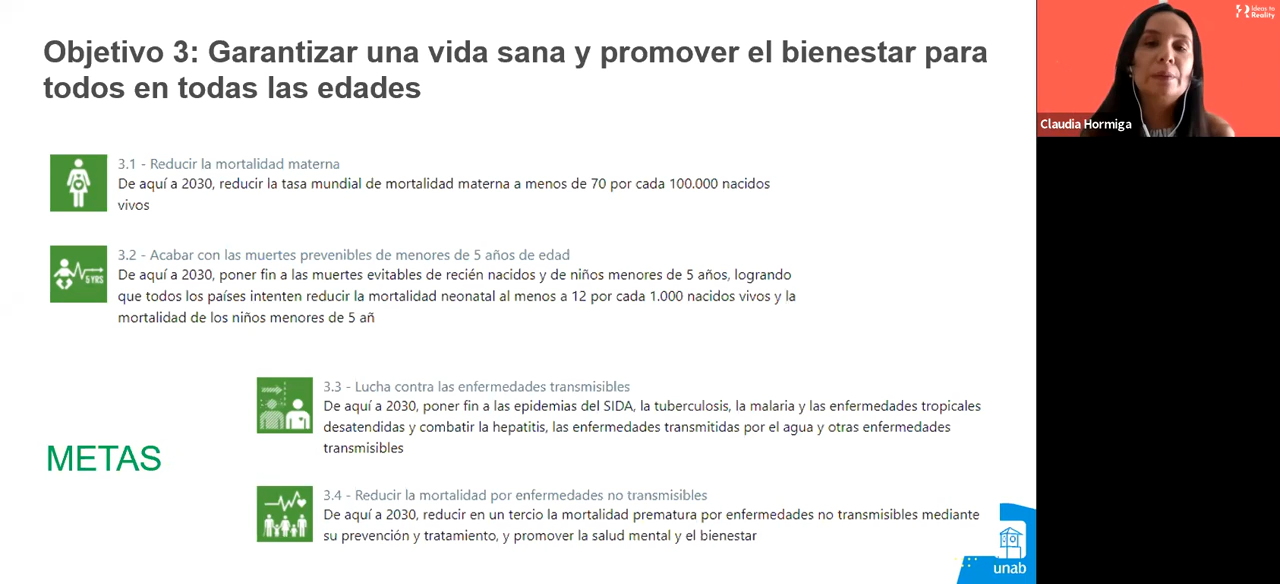 Objetivo 3: Garantizar una vida sana y promover el bienestar para
todos en todas las edades
Ideas to
Reality
Claudia Hormiga
3.1 - Reducir la mortalidad materna
De aquí a 2030, reducir la tasa mundial de mortalidad materna a menos de 70 por cada 100.000 nacidos
vivos
3.2 - Acabar con las muertes prevenibles de menores de 5 años de edad
De aquí a 2030, poner fin a las muertes evitables de recién nacidos y de niños menores de 5 años, logrando
que todos los países intenten reducir la mortalidad neonatal al menos a 12 por cada 1.000 nacidos vivos y la
mortalidad de los niños menores de 5 añ
5 YRS
3.3 - Lucha contra las enfermedades transmisibles
De aquí a 2030, poner fin a las epidemias del SIDA, la tuberculosis, la malaria y las enfermedades tropicales
desatendidas y combatir la hepatitis, las enfermedades transmitidas por el agua y otras enfermedades
transmisibles
METAS
3.4 - Reducir la mortalidad por enfermedades no transmisibles
De aquí a 2030, reducir en un tercio la mortalidad prematura por enfermedades no transmisibles mediante
su prevención y tratamiento, y promover la salud mental y el bienestar
unab